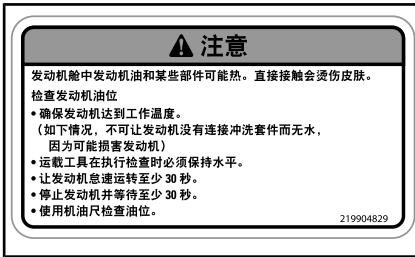 注意
发动机舱中发动机油和某些部件可能热。直接接触会烫伤皮肤。
检查发动机油位
• 确保发动机达到工作温度。
（如下情况，不可让发动机没有连接冲洗套件而无水，
因为可能损害发动机）
• 运载工具在执行检查时必须保持水平。
• 让发动机怠速运转至少 30 秒。
• 停止发动机并等待至少 30 秒。
• 使用机油尺检查油位。
219904829